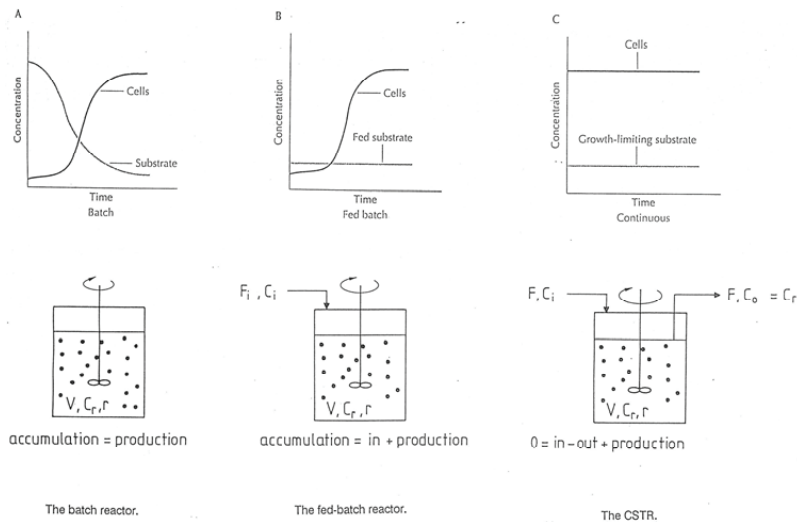 A
Concentration
Cells
Substrate
Time
Batch
B
Concentration
Cells
Fed substrate
Time
Fed batch
C
Concentration
Cells
Growth-limiting substrate
Time
Continuous
V, Cr, r
accumulation = production
The batch reactor.
Fi , Ci
V, Cr, r
accumulation = in + production
The fed-batch reactor.
F, Ci
F, Co = Cr
V, Cr, r
0 = in - out + production
The CSTR.